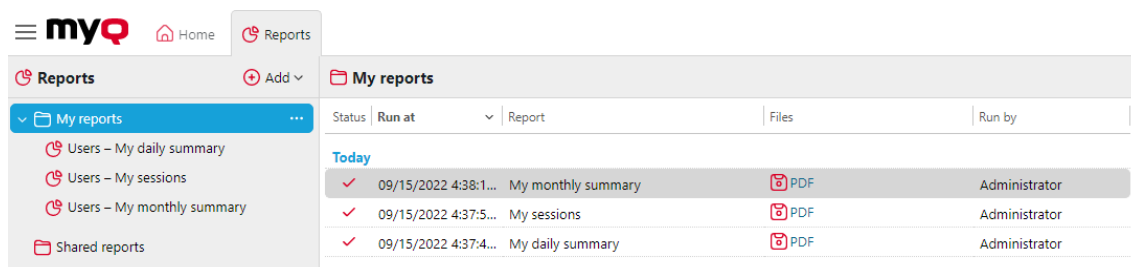 myQ Home Reports
Reports Add My reports
My reports ... Status Run at Report Files Run by
Users – My daily summary
Today
Users – My sessions 09/15/2022 4:38:1... My monthly summary PDF Administrator
Users – My monthly summary 09/15/2022 4:37:5... My sessions PDF Administrator
Shared reports 09/15/2022 4:37:4... My daily summary PDF Administrator